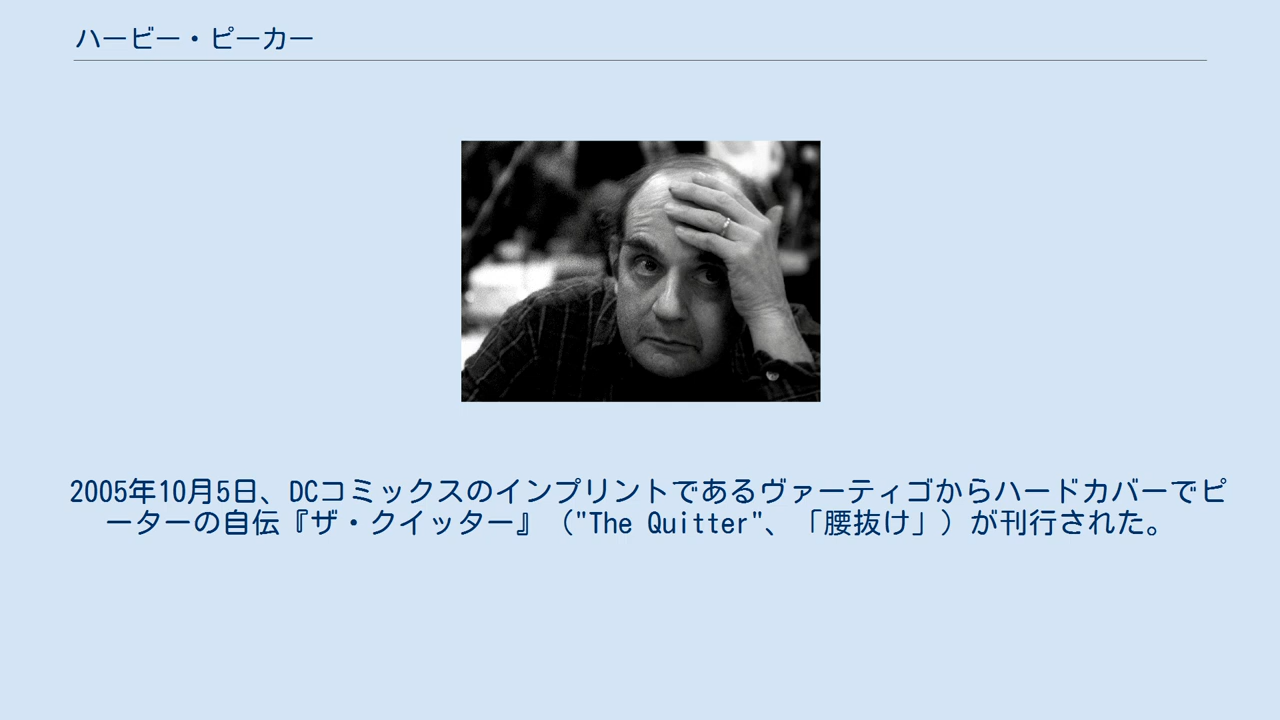 ハービー・ピーカー
2005年10月5日、DCコミックスのインプリントであるヴァーティゴからハードカバーでピ
ーターの自伝『ザ・クイッター』（"The Quitter"、「腰抜け」）が刊行された。